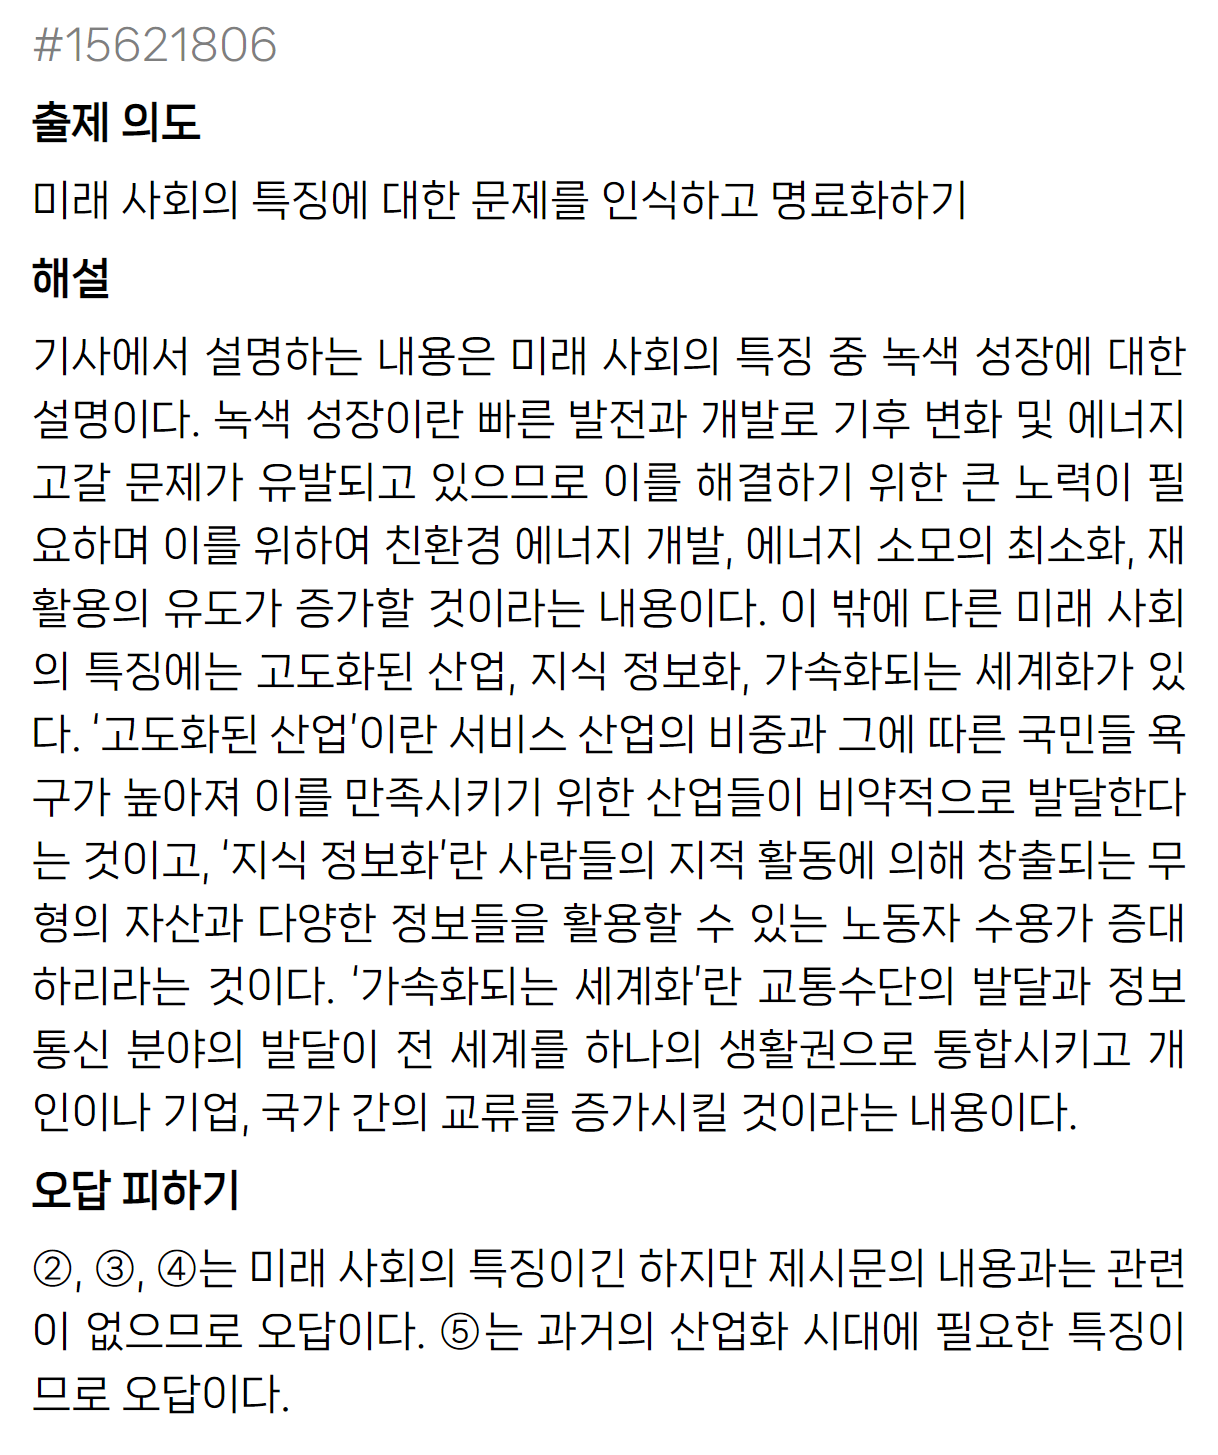 #15621806
출제 의도
미래 사회의 특징에 대한 문제를 인식하고 명료화하기
해설
기사에서 설명하는 내용은 미래 사회의 특징 중 녹색 성장에 대한
설명이다. 녹색 성장이란 빠른 발전과 개발로 기후 변화 및 에너지
고갈 문제가 유발되고 있으므로 이를 해결하기 위한 큰 노력이 필
요하며 이를 위하여 친환경 에너지 개발, 에너지 소모의 최소화, 재
활용의 유도가 증가할 것이라는 내용이다. 이 밖에 다른 미래 사회
의 특징에는 고도화된 산업, 지식 정보화, 가속화되는 세계화가 있
다. '고도화된 산업'이란 서비스 산업의 비중과 그에 따른 국민들 욕
구가 높아져 이를 만족시키기 위한 산업들이 비약적으로 발달한다
는 것이고, '지식 정보화'란 사람들의 지적 활동에 의해 창출되는 무
형의 자산과 다양한 정보들을 활용할 수 있는 노동자 수용가 증대
하리라는 것이다. '가속화되는 세계화'란 교통수단의 발달과 정보
통신 분야의 발달이 전 세계를 하나의 생활권으로 통합시키고 개
인이나 기업, 국가 간의 교류를 증가시킬 것이라는 내용이다.
오답 피하기
②, ③, ④는 미래 사회의 특징이긴 하지만 제시문의 내용과는 관련
이 없으므로 오답이다. ⑤는 과거의 산업화 시대에 필요한 특징이
므로 오답이다.